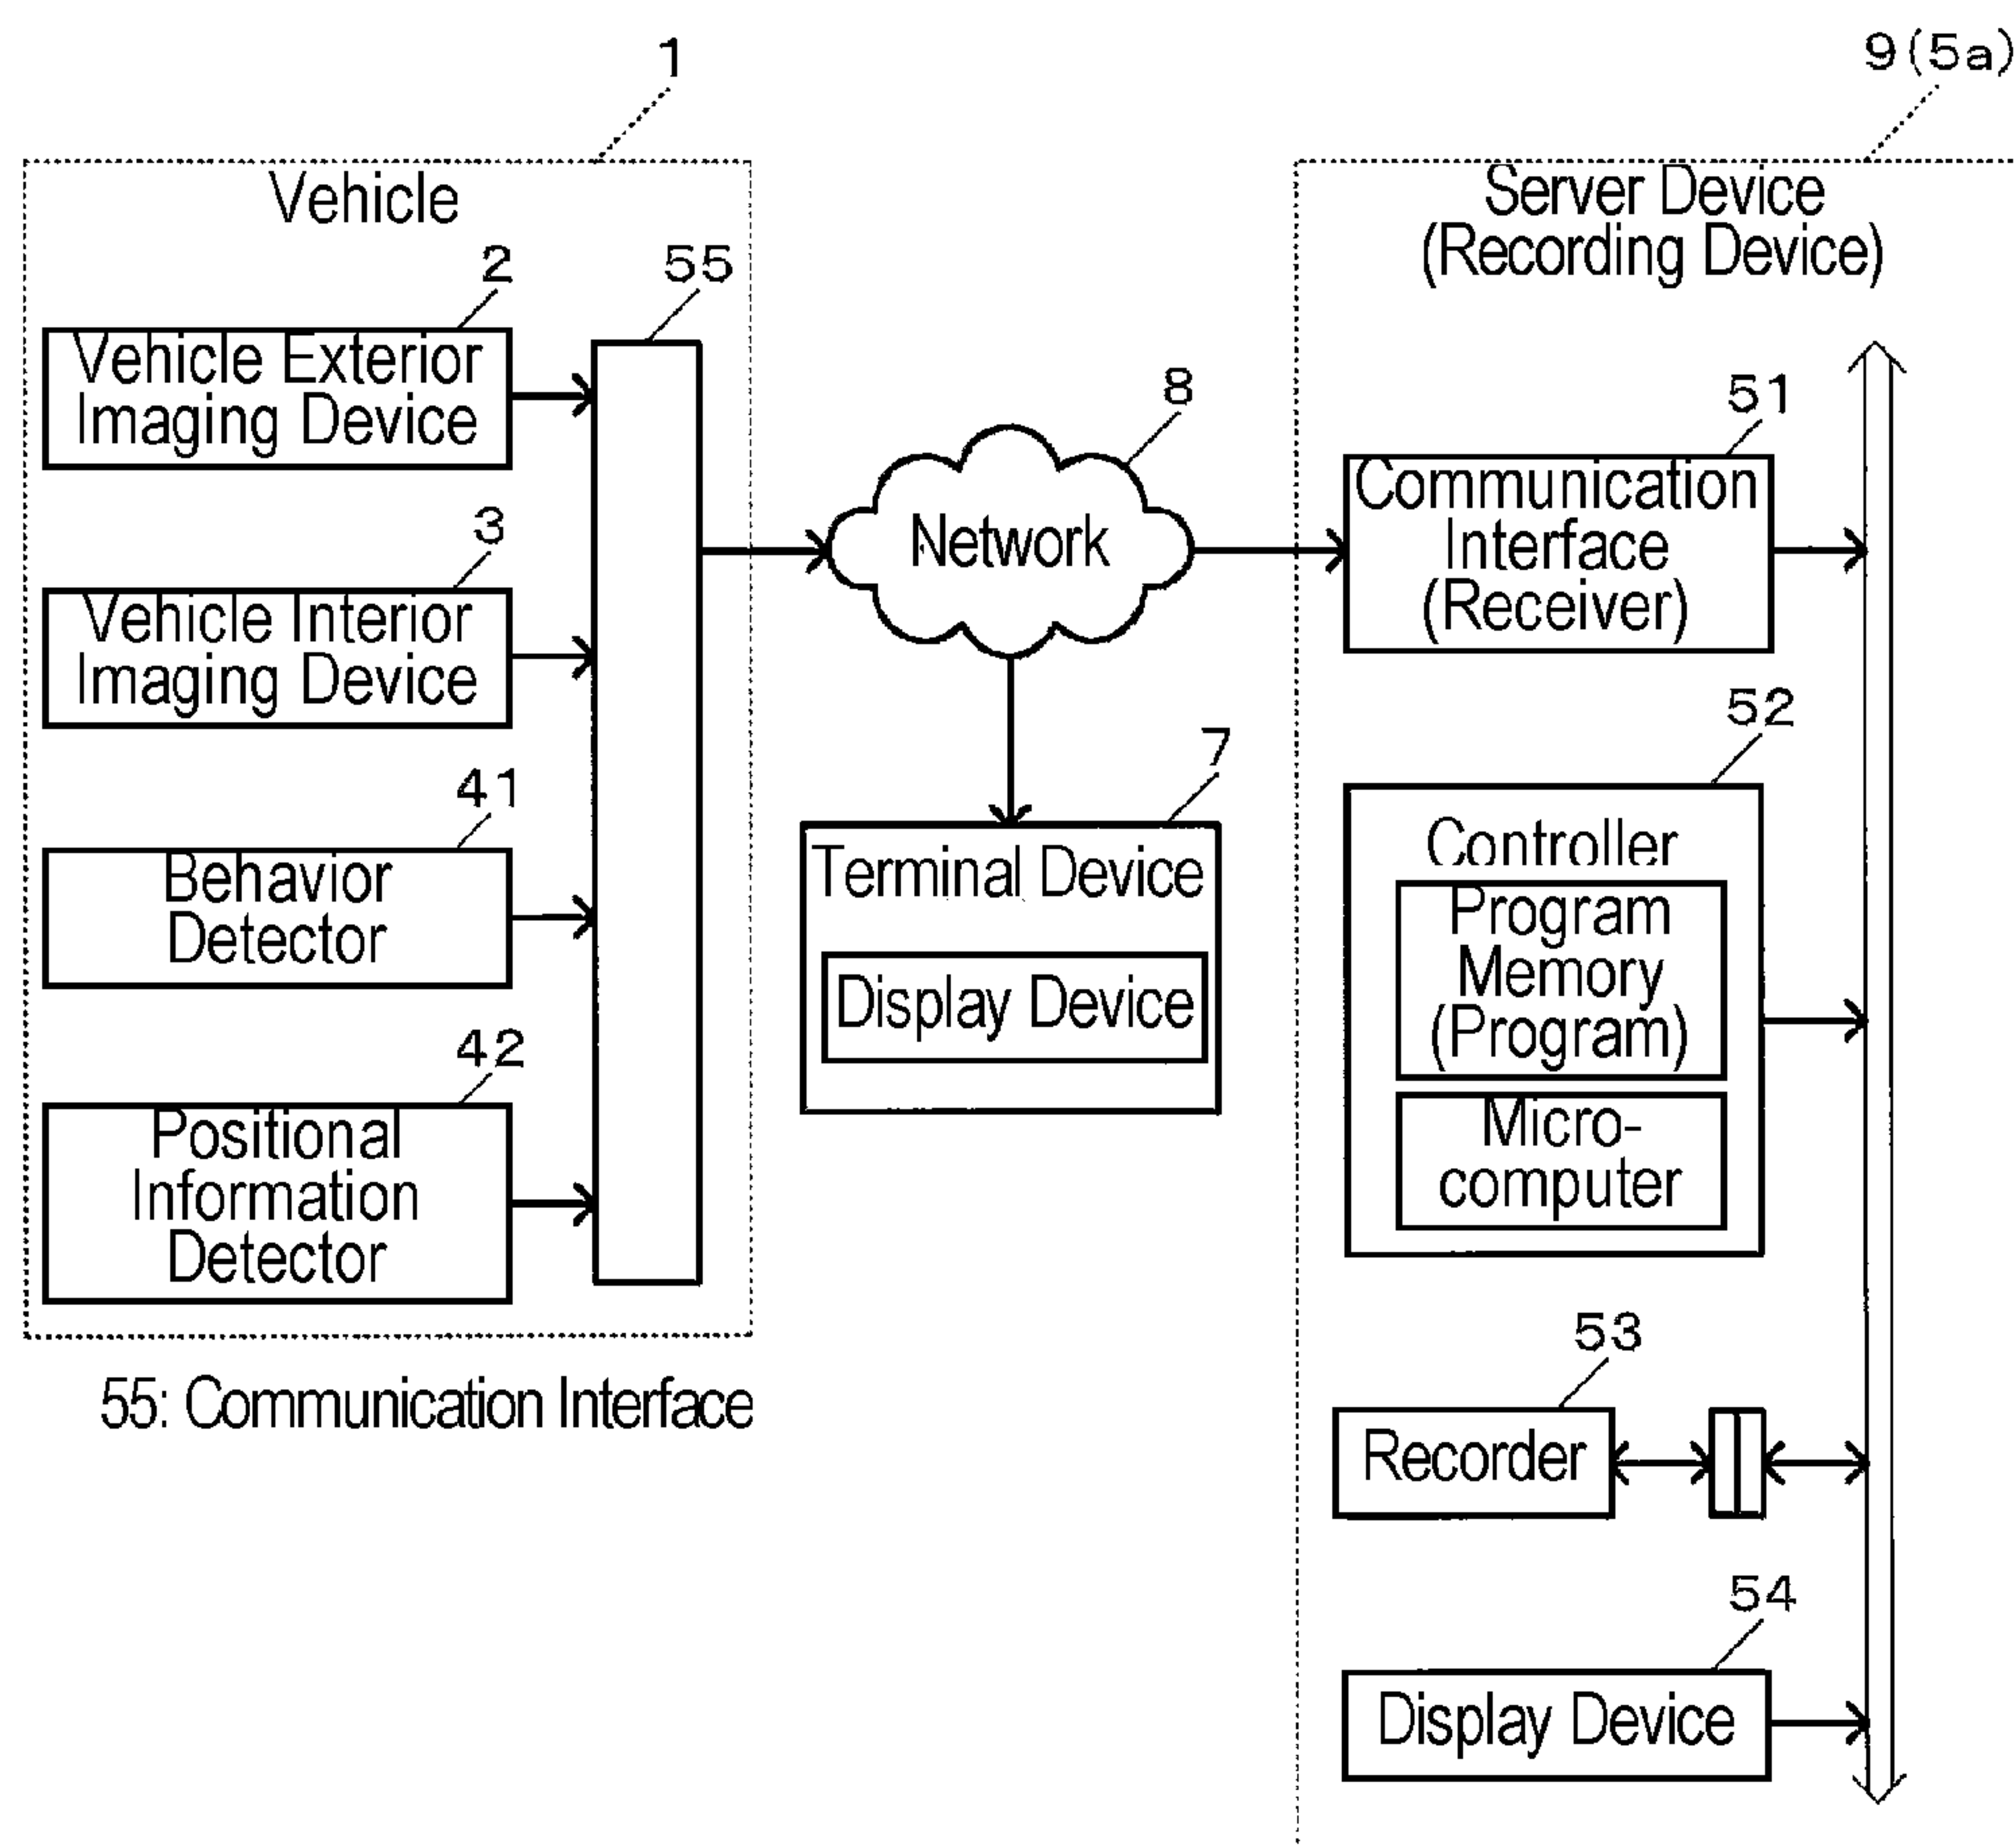 1
9(5a)
Vehicle
Server Device
(Recording Device)
2
55
Vehicle Exterior
Imaging Device
8
51
Communication
Interface
(Receiver)
Network
3
Vehicle Interior
Imaging Device
52
7
41
Behavior
Detector
Terminal Device
Display Device
Controller
Program
Memory
(Program)
Micro-
computer
42
Positional
Information
Detector
53
55: Communication Interface
Recorder
54
Display Device